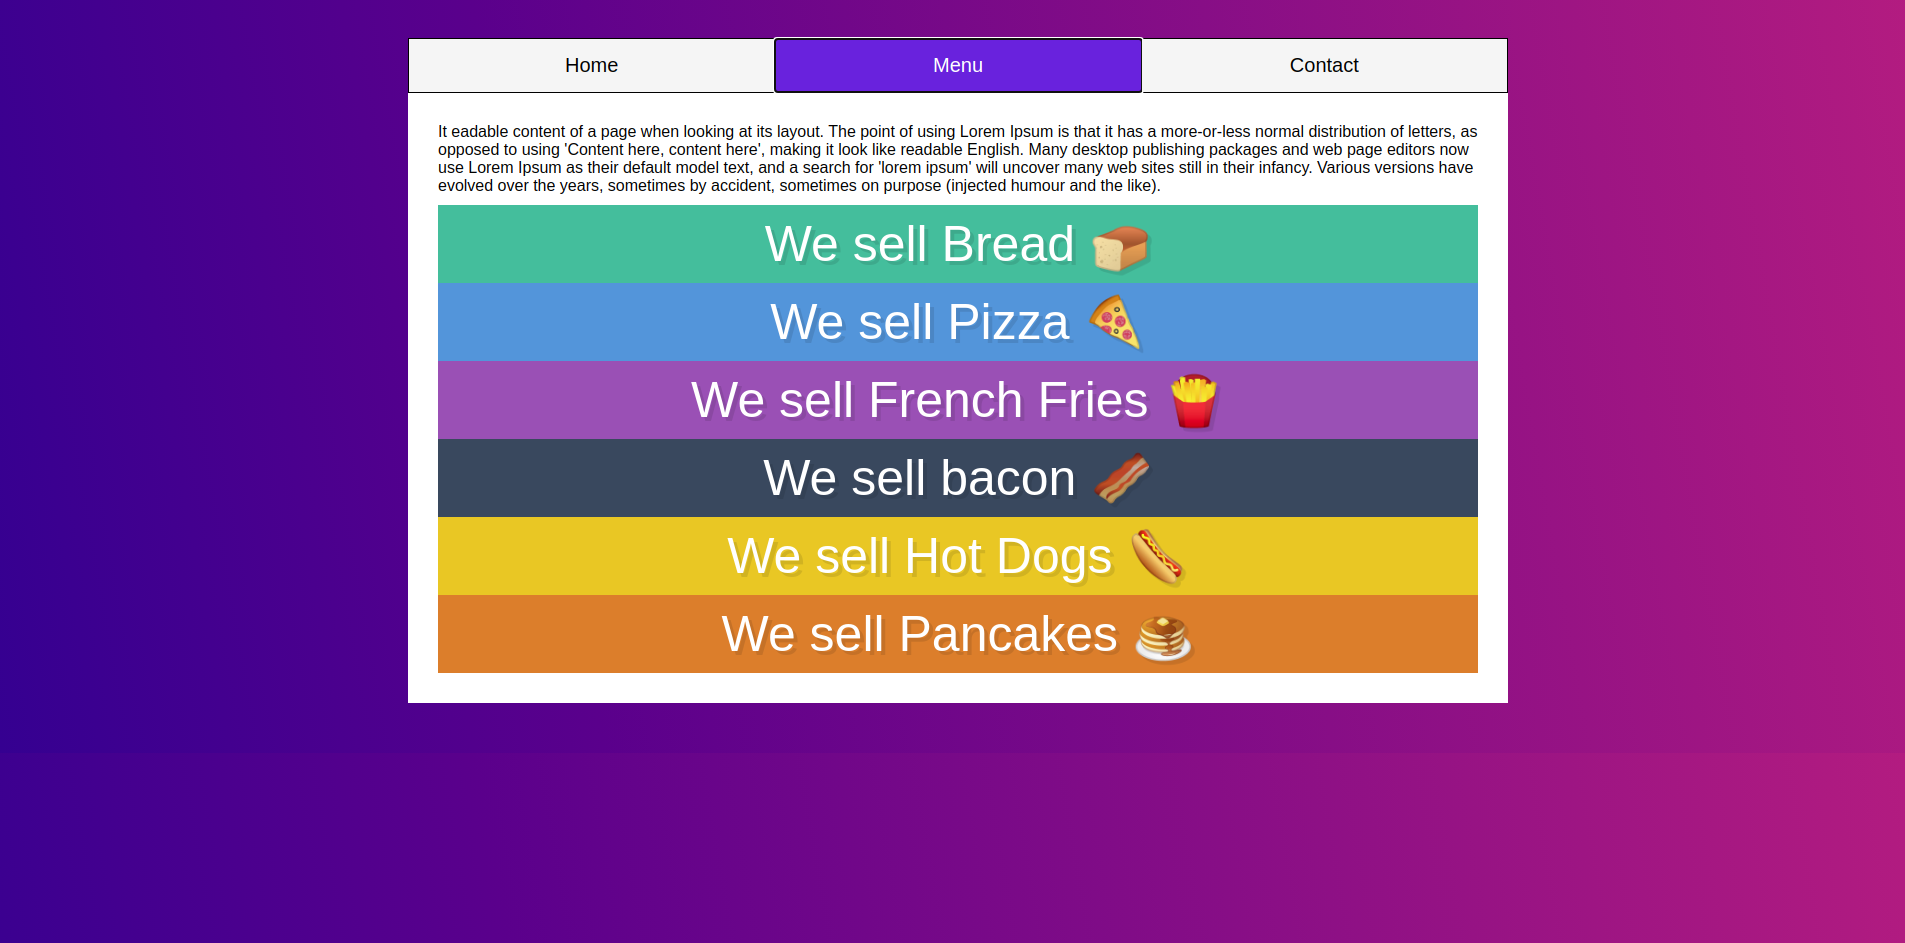 Home
Menu
Contact
It eadable content of a page when looking at its layout. The point of using Lorem Ipsum is that it has a more-or-less normal distribution of letters, as
opposed to using 'Content here, content here', making it look like readable English. Many desktop publishing packages and web page editors now
use Lorem Ipsum as their default model text, and a search for 'lorem ipsum' will uncover many web sites still in their infancy. Various versions have
evolved over the years, sometimes by accident, sometimes on purpose (injected humour and the like).
We sell Bread 🍞
We sell Pizza 🍕
We sell French Fries 🍟
We sell bacon 🥓
We sell Hot Dogs 🌭
We sell Pancakes 🥞